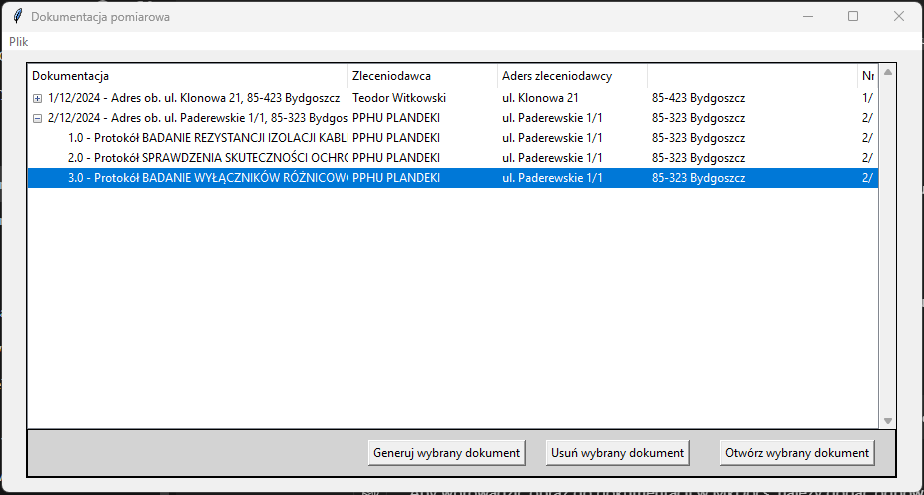 Dokumentacja pomiarowa
Plik
Dokumentacja Zleceniodawca Aders zleceniodawcy Nr
1/12/2024 - Adres ob. ul. Klonowa 21, 85-423 Bydgoszcz Teodor Witkowski ul. Klonowa 21 85-423 Bydgoszcz 1/
2/12/2024 - Adres ob. ul. Paderewskie 1/1, 85-323 Bydgos PPHU PLANDEKI ul. Paderewskie 1/1 85-323 Bydgoszcz 2/
1.0 - Protokół BADANIE REZYSTANCJI IZOLACJI KABL PPHU PLANDEKI ul. Paderewskie 1/1 85-323 Bydgoszcz 2/
2.0 - Protokół SPRAWDZENIA SKUTECZNOŚCI OCHRO PPHU PLANDEKI ul. Paderewskie 1/1 85-323 Bydgoszcz 2/
3.0 - Protokół BADANIE WYŁĄCZNIKÓW RÓŻNICOWO PPHU PLANDEKI ul. Paderewskie 1/1 85-323 Bydgoszcz 2/
Generuj wybrany dokument Usuń wybrany dokument Otwórz wybrany dokument